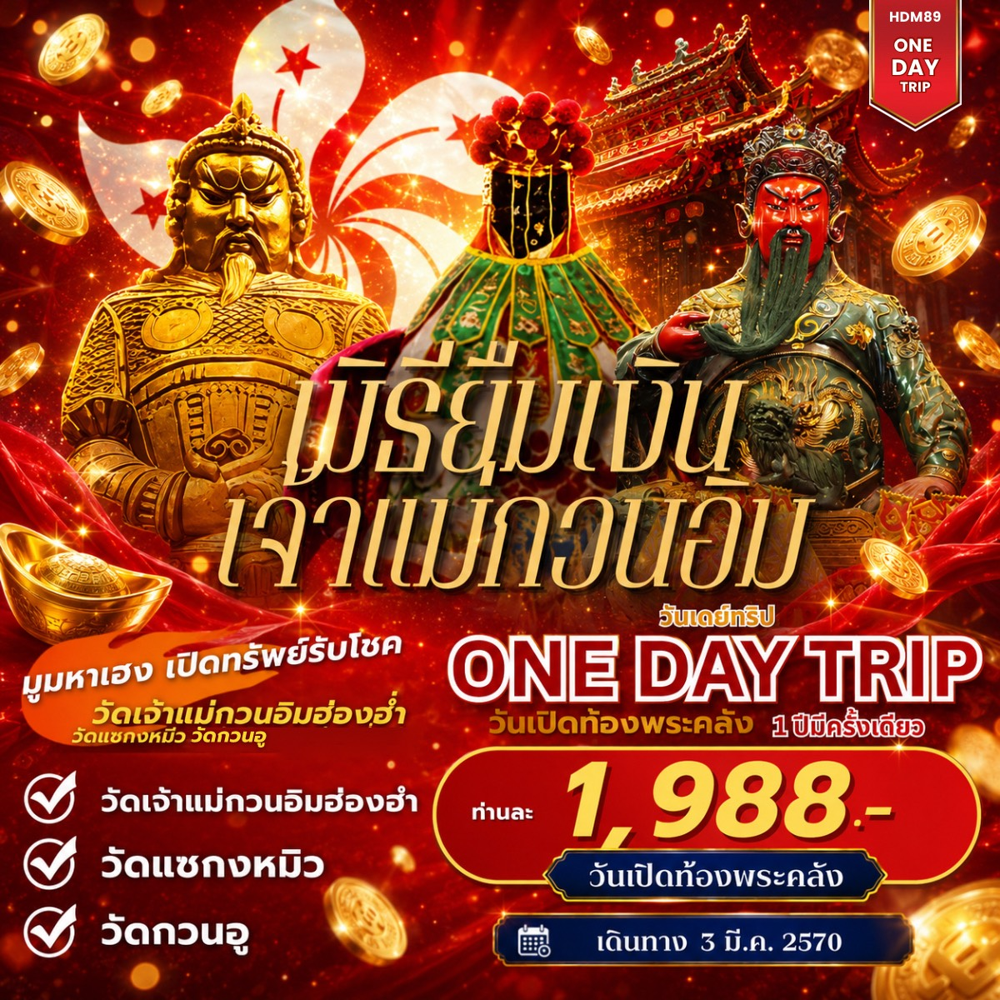 HDM89
ONE
DAY
TRIP
พิธียืมเงิน
เจ้าแม่กวนอิม
วันเดย์ทริป
ONE DAY TRIP
วันเปิดท้องพระคลัง 1 ปีมีครั้งเดียว
มูมหาเฮง เปิดทรัพย์รับโชค
วัดเจ้าแม่กวนอิมฮ่องฮำ
วัดแชกงหมิว วัดกวนอู
วัดเจ้าแม่กวนอิมฮ่องฮำ
วัดแชกงหมิว
วัดกวนอู
ท่านละ 1,988.-
วันเปิดท้องพระคลัง
เดินทาง 3 มี.ค. 2570